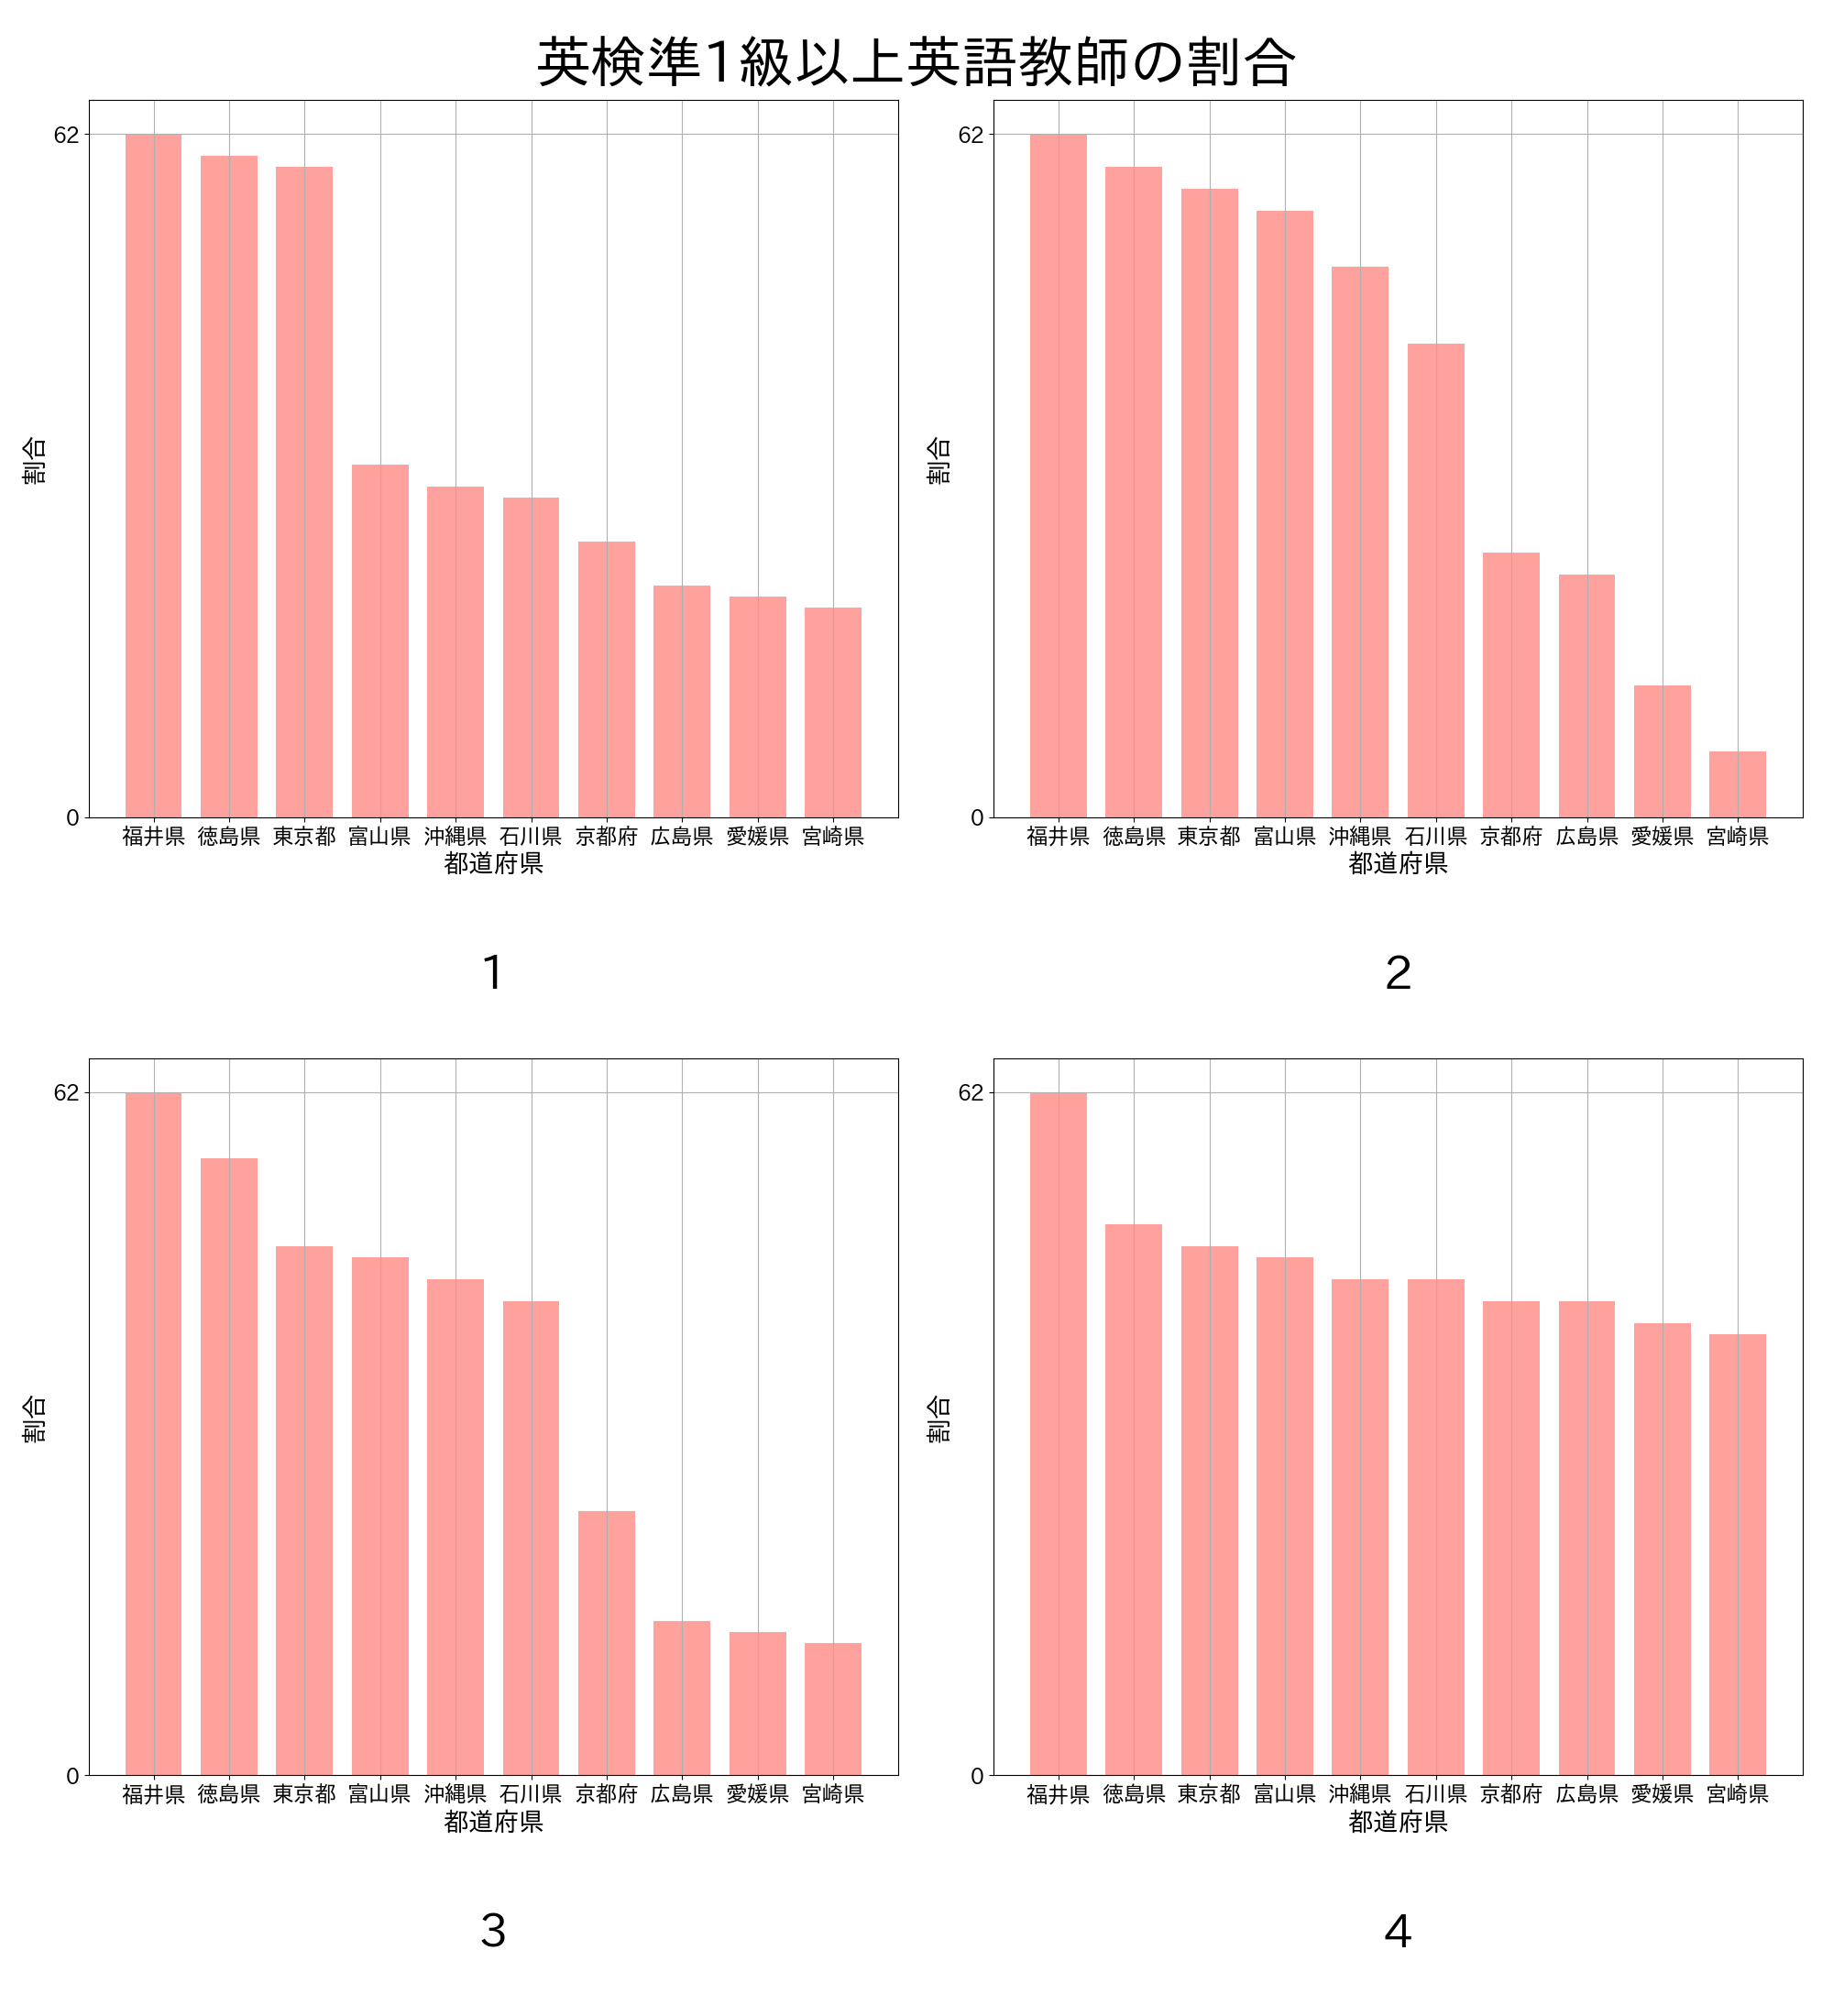 英検準1級以上英語教師の割合
62
0
割合
福井県 徳島県 東京都 富山県 沖縄県 石川県 京都府 広島県 愛媛県 宮崎県
都道府県
1
62
0
割合
福井県 徳島県 東京都 富山県 沖縄県 石川県 京都府 広島県 愛媛県 宮崎県
都道府県
2
62
0
割合
福井県 徳島県 東京都 富山県 沖縄県 石川県 京都府 広島県 愛媛県 宮崎県
都道府県
3
62
0
割合
福井県 徳島県 東京都 富山県 沖縄県 石川県 京都府 広島県 愛媛県 宮崎県
都道府県
4